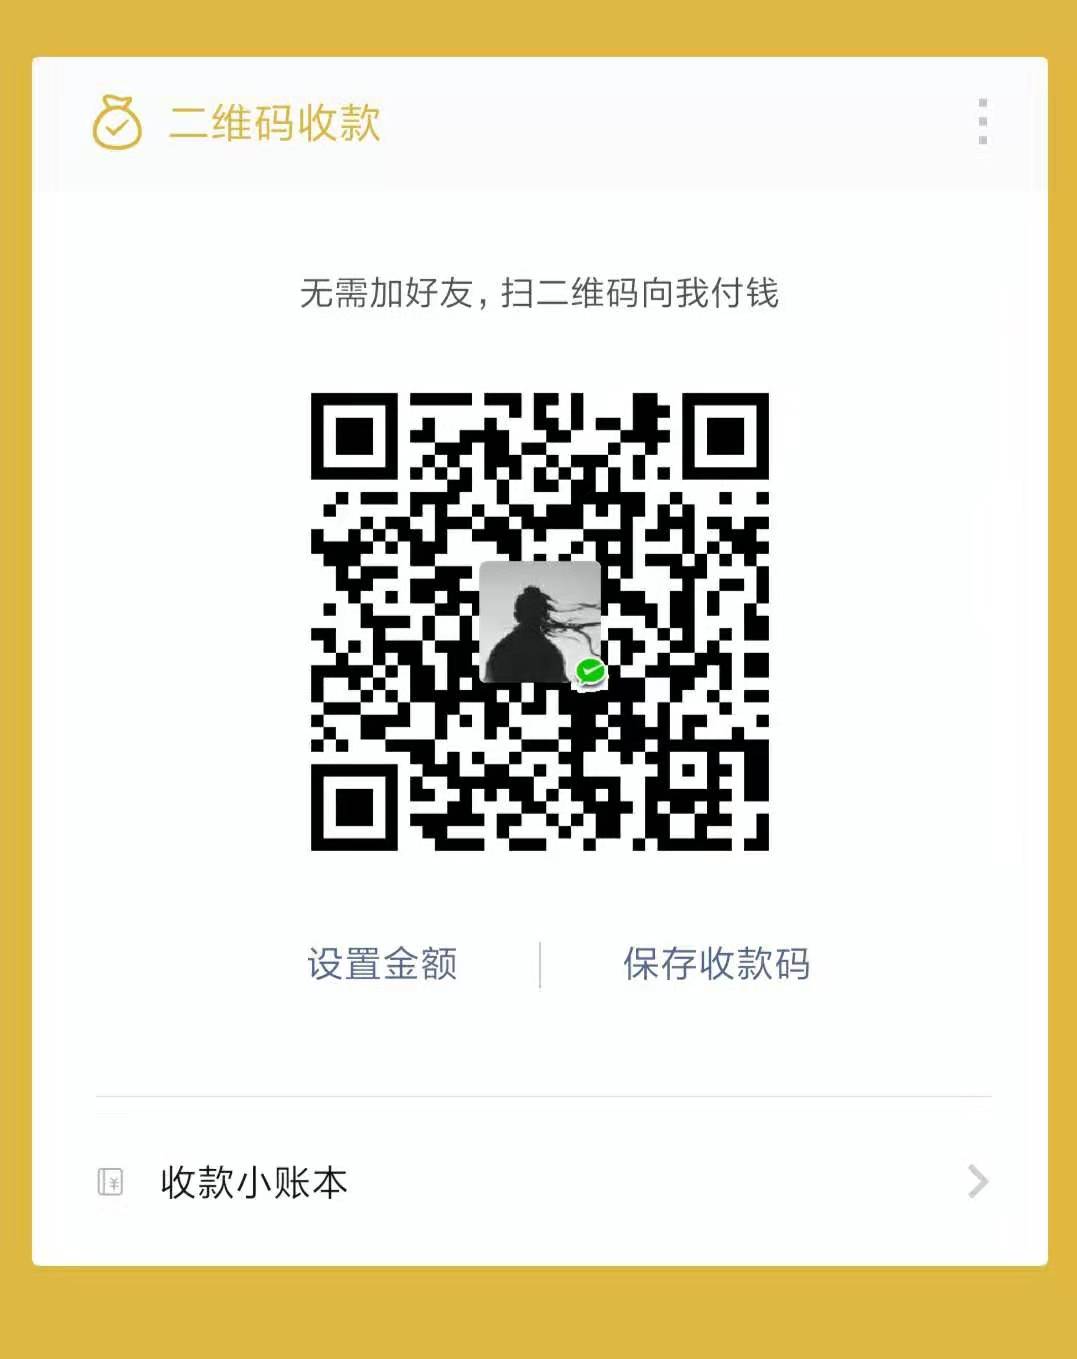 二维码收款
无需加好友，扫二维码向我付钱
设置金额
保存收款码
收款小账本